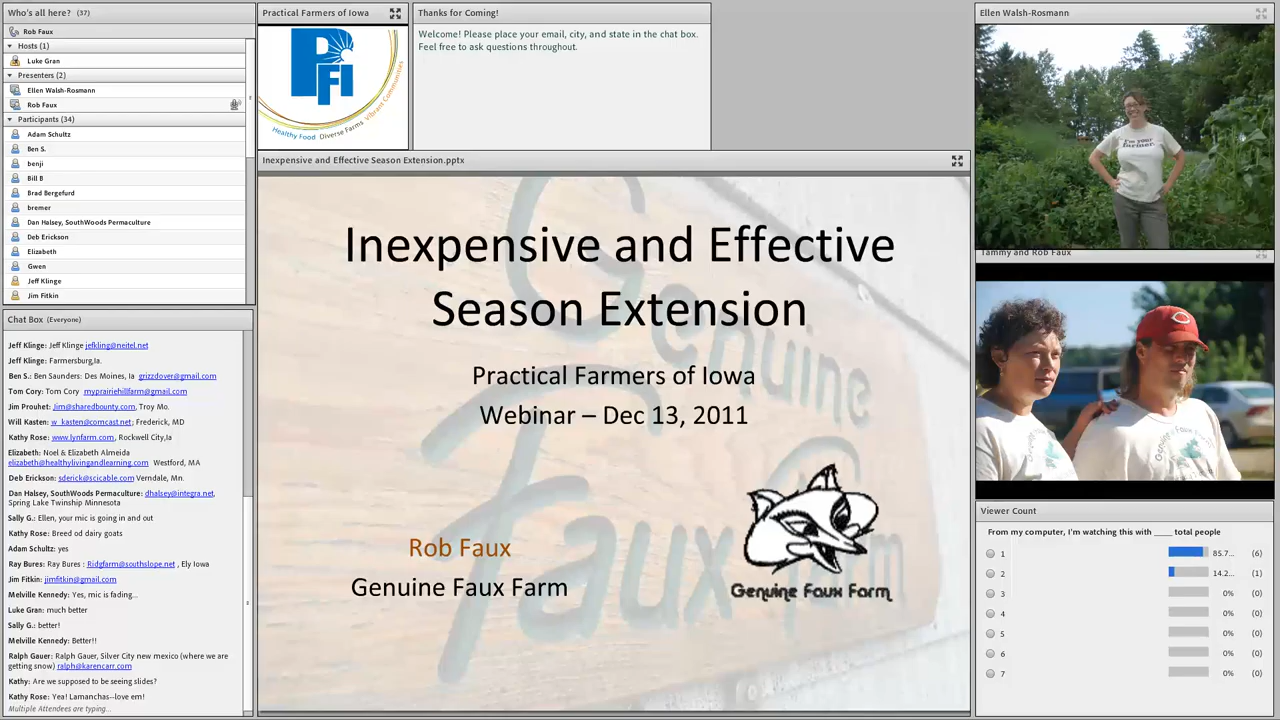 Who's all here? (37)
Rob Faux
Hosts (1)
Luke Gran
Presenters (2)
Ellen Walsh-Rosmann
Rob Faux
Participants (34)
Adam Schultz
Ben S.
benji
Bill B
Brad Bergefurd
bremer
Dan Halsey, SouthWoods Permaculture
Deb Erickson
Elizabeth
Gwen
Jeff Klinge
Jim Fitkin
Chat Box (Everyone)
Jeff Klinge: Jeff Klinge jefkling@neitel.net
Jeff Klinge: Farmersburg,Ia.
Ben S.: Ben Saunders: Des Moines, Ia grizzdover@gmail.com
Tom Cory: Tom Cory myprairiehillfarm@gmail.com
Jim Prouhet: Jim@sharedbounty.com, Troy Mo.
Will Kasten: w_kasten@comcast.net; Frederick, MD
Kathy Rose: www.lynfarm.com, Rockwell City,Ia
Elizabeth: Noel & Elizabeth Almeida
elizabeth@healthylivingandlearning.com Westford, MA
Deb Erickson: sderick@scicable.com Verndale, Mn.
Dan Halsey, SouthWoods Permaculture: dhalsey@integra.net,
Spring Lake Twinship Minnesota
Sally G.: Ellen, your mic is going in and out
Kathy Rose: Breed od dairy goats
Adam Schultz: yes
Ray Bures: Ray Bures : Ridgfarm@southslope.net , Ely Iowa
Jim Fitkin: jimfitkin@gmail.com
Melville Kennedy: Yes, mic is fading...
Luke Gran: much better
Sally G.: better!
Melville Kennedy: Better!!
Ralph Gauer: Ralph Gauer, Silver City new mexico (where we are
getting snow) ralph@karencarr.com
Kathy: Are we supposed to be seeing slides?
Kathy Rose: Yea! Lamanchas--love em!
Multiple Attendees are typing...
Practical Farmers of Iowa
PFI
Healthy Food Diverse Farms Vibrant Communities
Thanks for Coming!
Welcome! Please place your email, city, and state in the chat box.
Feel free to ask questions throughout.
Inexpensive and Effective Season Extension.pptx
Inexpensive and Effective
Season Extension
Practical Farmers of Iowa
Webinar – Dec 13, 2011
Rob Faux
Genuine Faux Farm
Genuine Faux Farm
Genuine
Faux
Ellen Walsh-Rosmann
I'm your
farmer.
Tammy and Rob Faux
Viewer Count
From my computer, I'm watching this with ____ total people
1 85.7... (6)
2 14.2... (1)
3 0% (0)
4 0% (0)
5 0% (0)
6 0% (0)
7 0% (0)